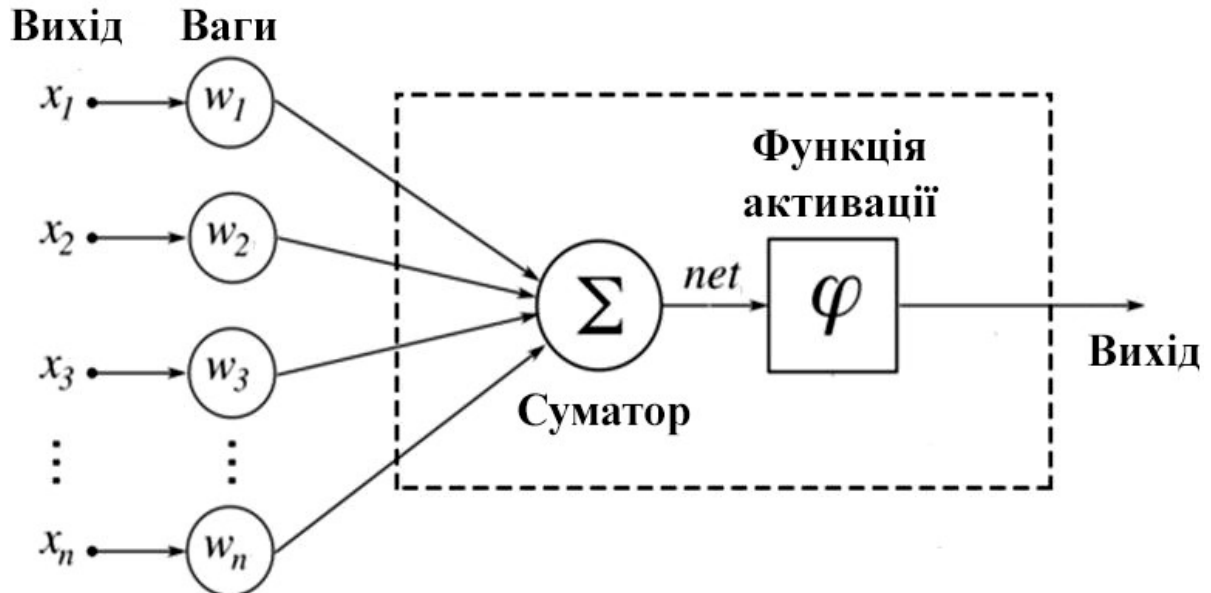 Вихід Ваги
x1 w1
Функція
активації
x2 w2
Σ net φ
Вихід
x3 w3
Суматор
⋮ ⋮
xn wn